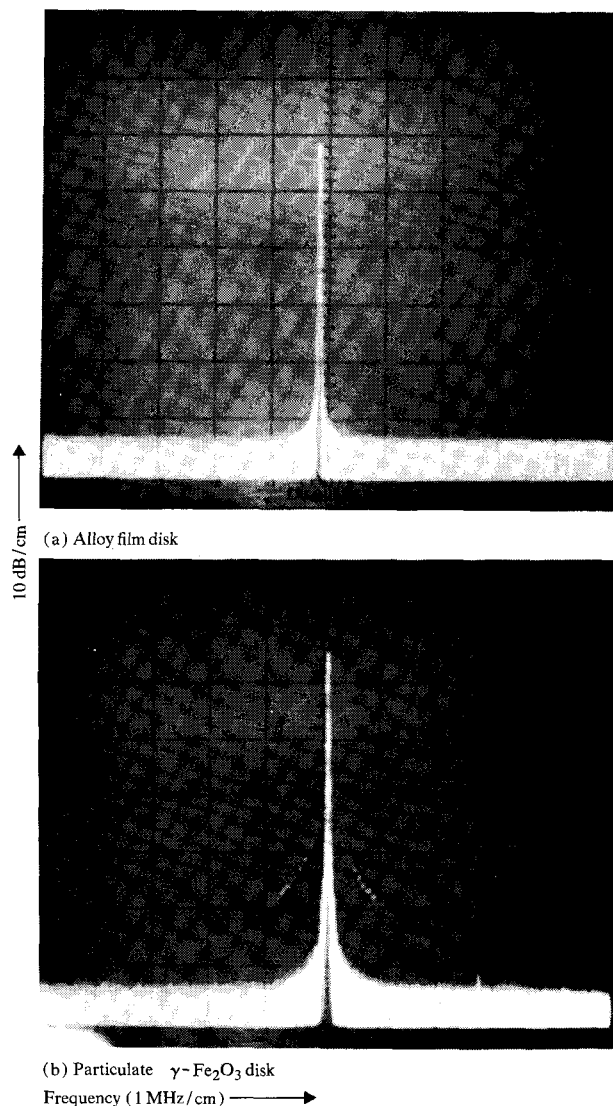 10 dB/cm
(a) Alloy film disk
(b) Particulate γ-Fe₂O₃ disk
Frequency (1 MHz/cm)